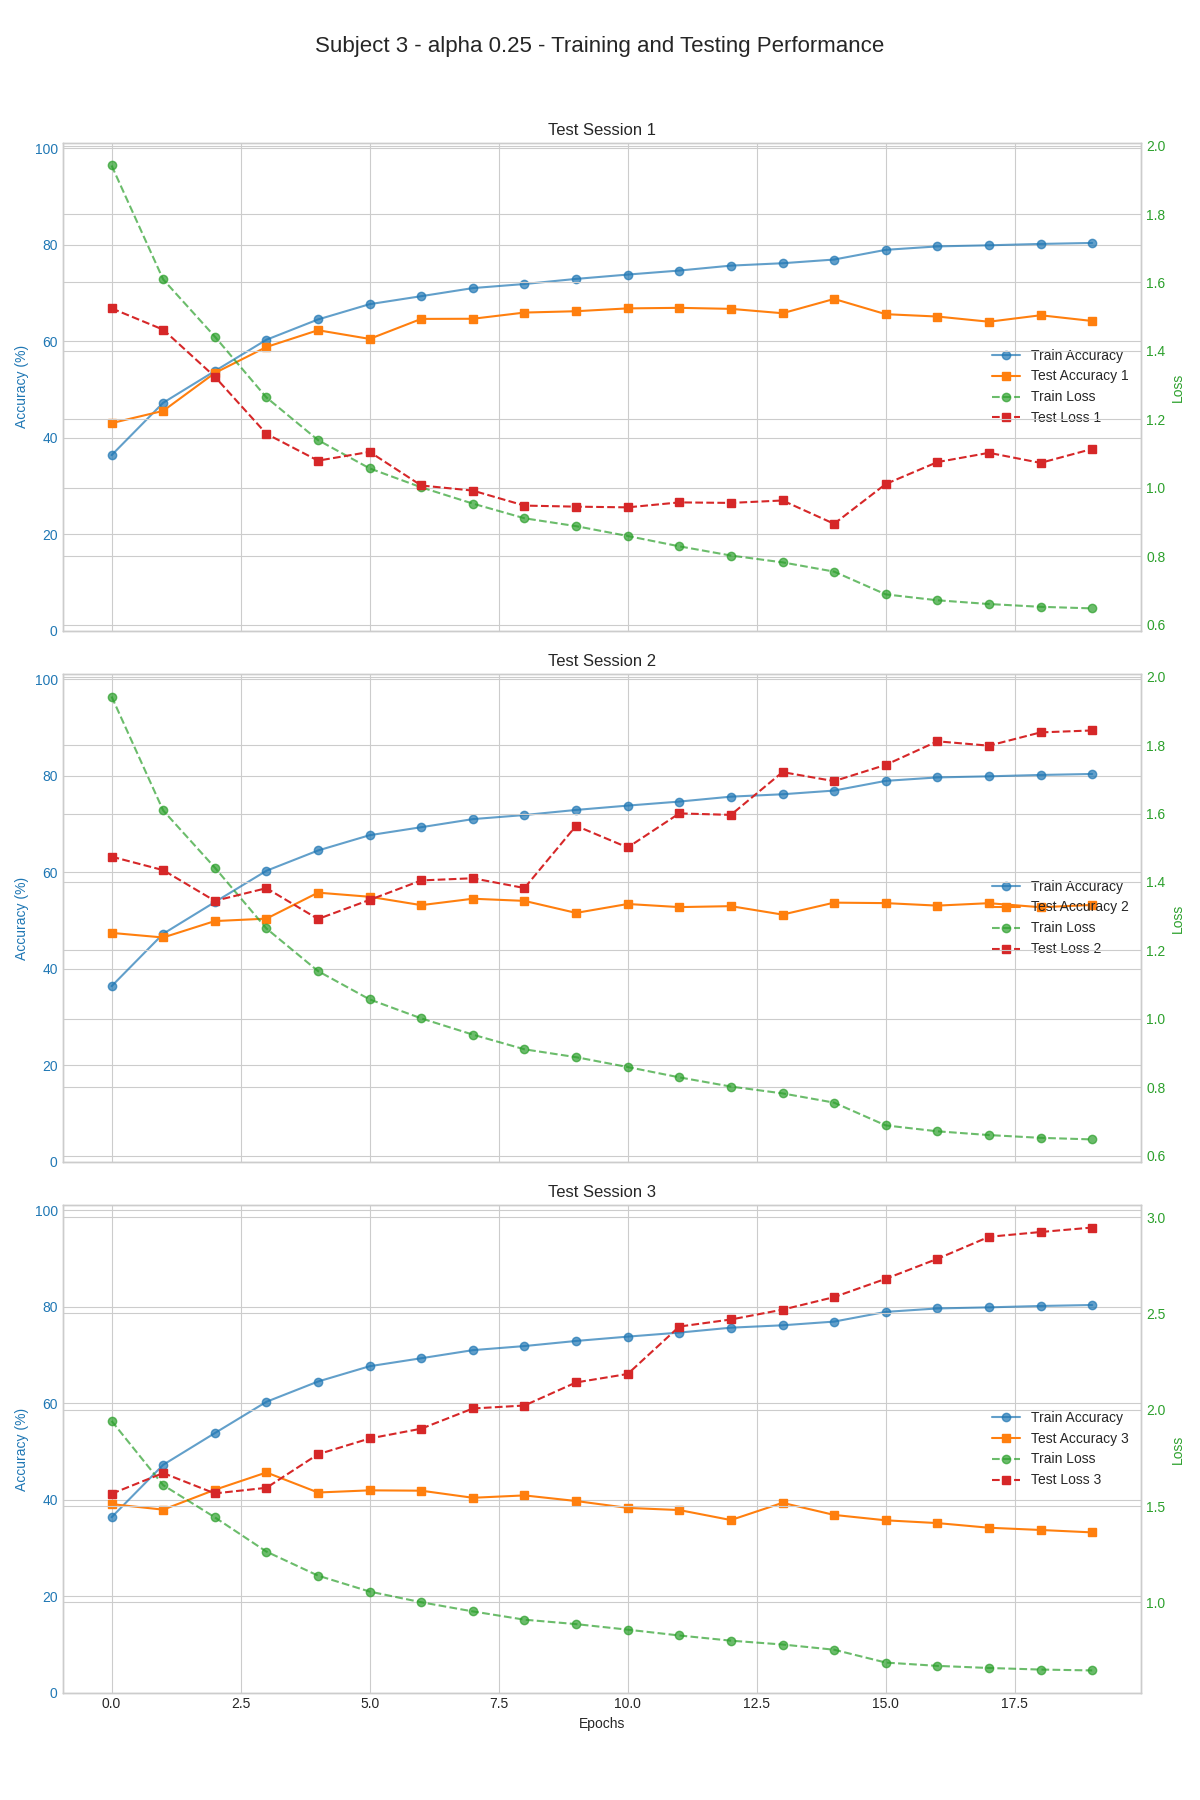 Subject 3 - alpha 0.25 - Training and Testing Performance
Test Session 1
100
80
60
40
20
0
Accuracy (%)
2.0
1.8
1.6
1.4
1.2
1.0
0.8
0.6
Loss
Train Accuracy
Test Accuracy 1
Train Loss
Test Loss 1
Test Session 2
100
80
60
40
20
0
Accuracy (%)
2.0
1.8
1.6
1.4
1.2
1.0
0.8
0.6
Loss
Train Accuracy
Test Accuracy 2
Train Loss
Test Loss 2
Test Session 3
100
80
60
40
20
0
Accuracy (%)
3.0
2.5
2.0
1.5
1.0
Loss
Train Accuracy
Test Accuracy 3
Train Loss
Test Loss 3
0.0 2.5 5.0 7.5 10.0 12.5 15.0 17.5
Epochs